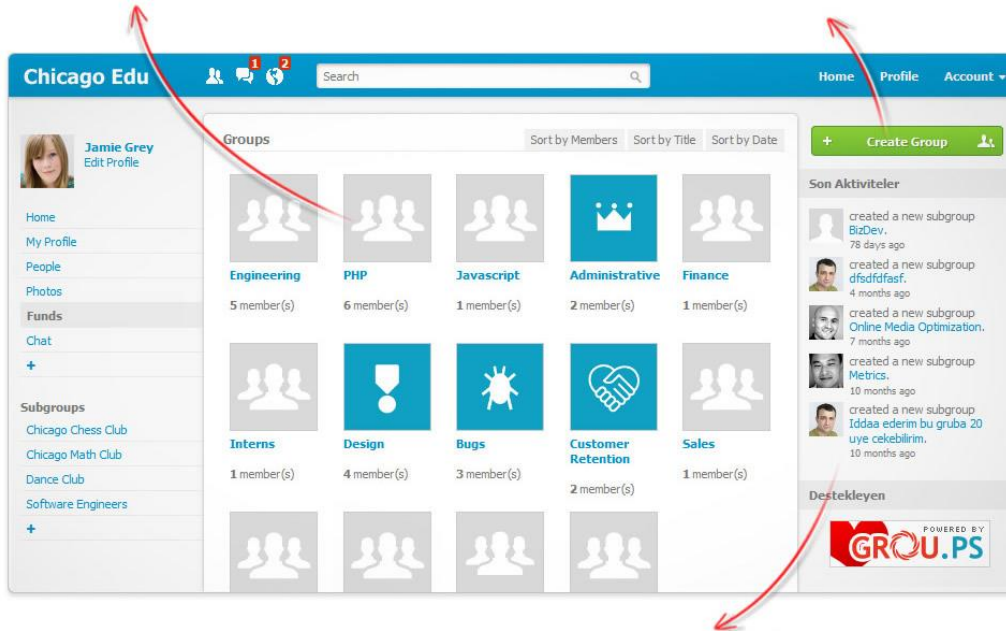 Chicago Edu
1
2
Search
Home Profile Account
Jamie Grey
Edit Profile
Home
My Profile
People
Photos
Funds
Chat
+
Subgroups
Chicago Chess Club
Chicago Math Club
Dance Club
Software Engineers
+
Groups
Sort by Members Sort by Title Sort by Date
Engineering PHP Javascript Administrative Finance
5 member(s) 6 member(s) 1 member(s) 2 member(s) 1 member(s)
Interns Design Bugs Customer Retention Sales
1 member(s) 4 member(s) 3 member(s) 2 member(s) 1 member(s)
+ Create Group
Son Aktiviteler
created a new subgroup
BizDev.
78 days ago
created a new subgroup
dfsdfdfasf.
4 months ago
created a new subgroup
Online Media Optimization.
7 months ago
created a new subgroup
Metrics.
10 months ago
created a new subgroup
Iddaa ederim bu gruba 20
uye cekebilirim.
10 months ago
Destekleyen
POWERED BY
GROU.PS